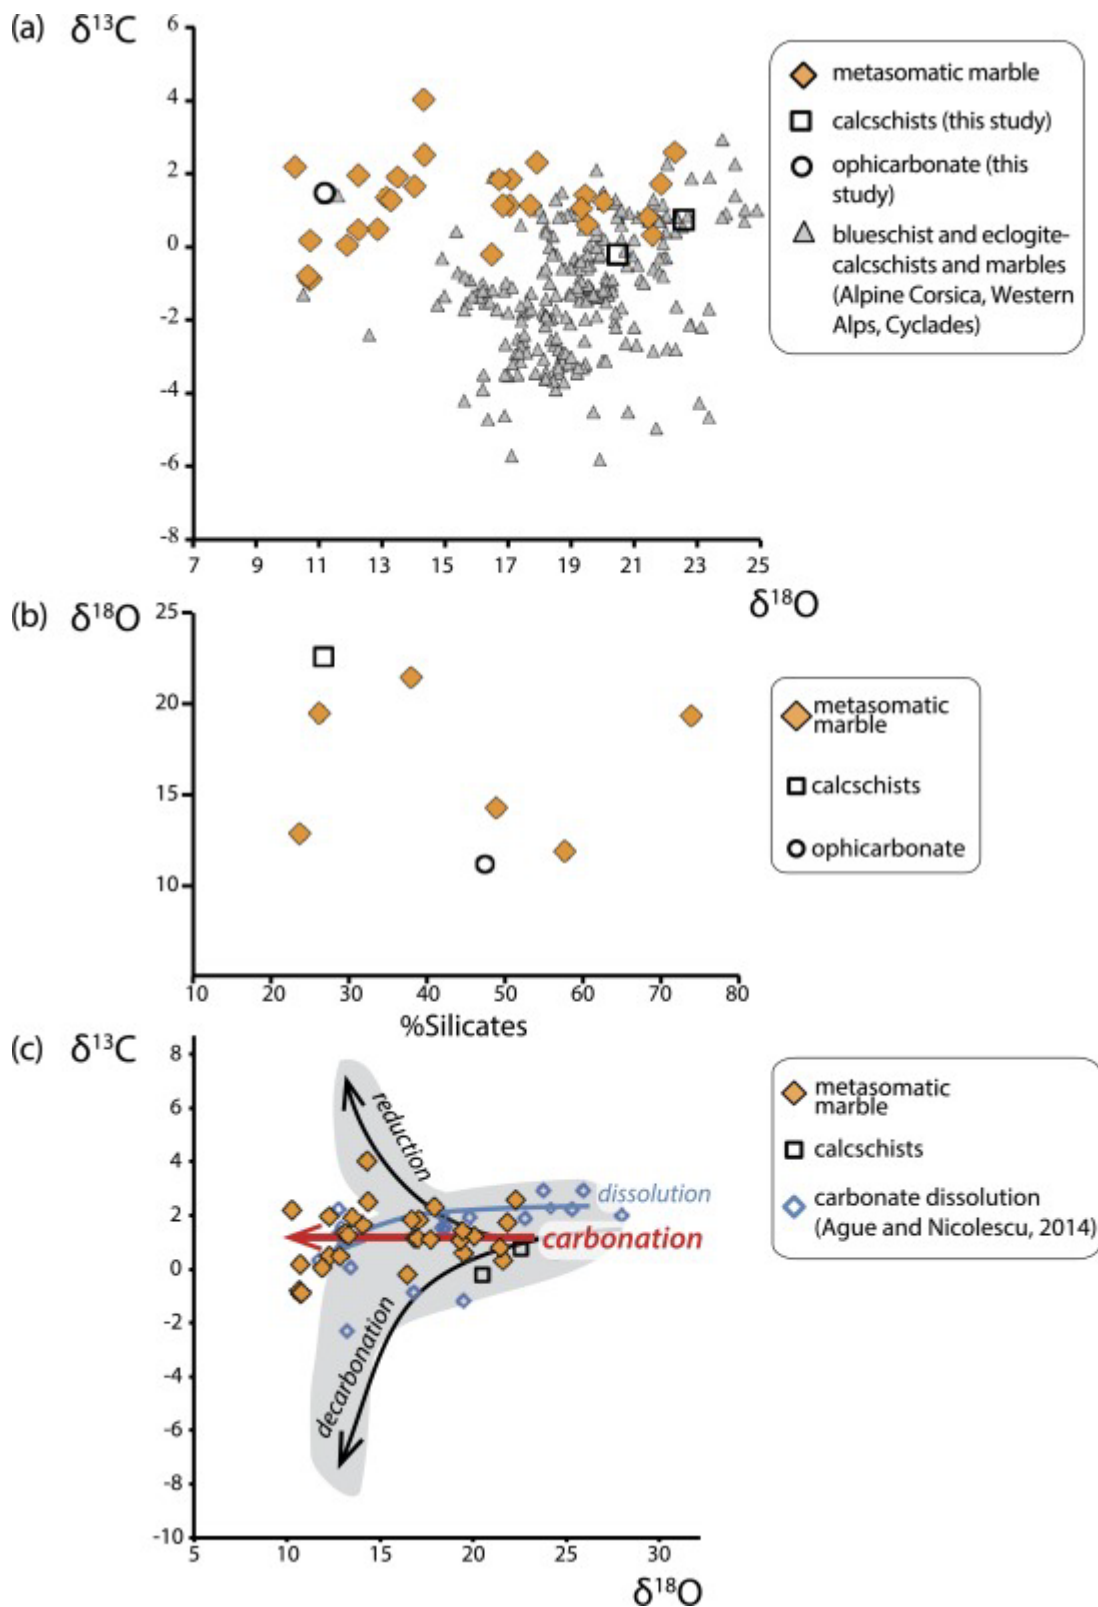 (a) δ¹³C
6
4
2
0
-2
-4
-6
-8
7 9 11 13 15 17 19 21 23 25
δ¹⁸O
metasomatic marble
calcschists (this study)
ophicarbonate (this
study)
blueschist and eclogite-
calcschists and marbles
(Alpine Corsica, Western
Alps, Cyclades)
(b) δ¹⁸O
25
20
15
10
10 20 30 40 50 60 70 80
%Silicates
metasomatic
marble
calcschists
ophicarbonate
(c) δ¹³C
8
6
4
2
0
-2
-4
-6
-8
-10
5 10 15 20 25 30
δ¹⁸O
reduction
dissolution
carbonation
decarbonation
metasomatic
marble
calcschists
carbonate dissolution
(Ague and Nicolescu, 2014)